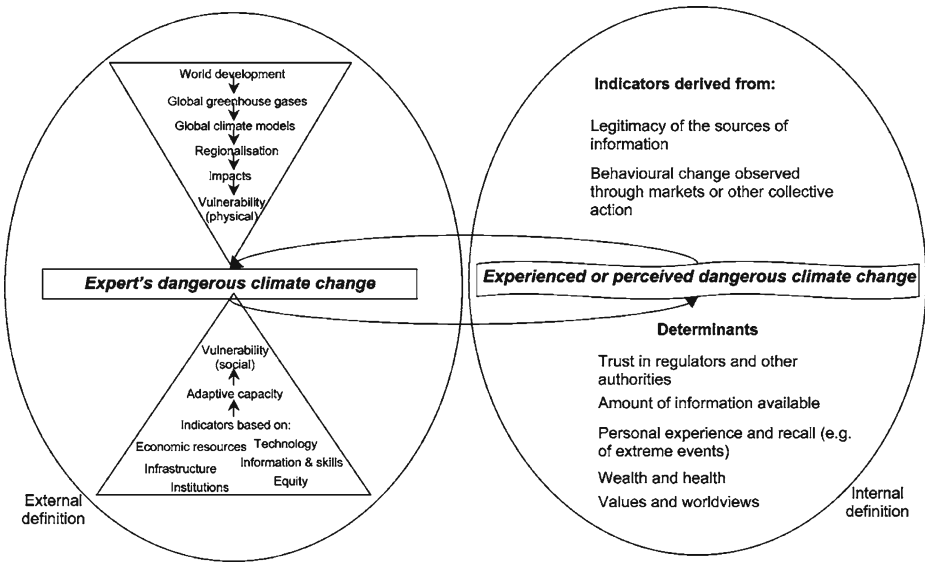 World development
Global greenhouse gases
Global climate models
Regionalisation
Impacts
Vulnerability
(physical)
Expert's dangerous climate change
Vulnerability
(social)
Adaptive capacity
Indicators based on:
Economic resources
Technology
Infrastructure
Information & skills
Institutions
Equity
External
definition
Indicators derived from:
Legitimacy of the sources of
information
Behavioural change observed
through markets or other collective
action
Experienced or perceived dangerous climate change
Determinants
Trust in regulators and other
authorities
Amount of information available
Personal experience and recall (e.g.
of extreme events)
Wealth and health
Values and worldviews
Internal
definition